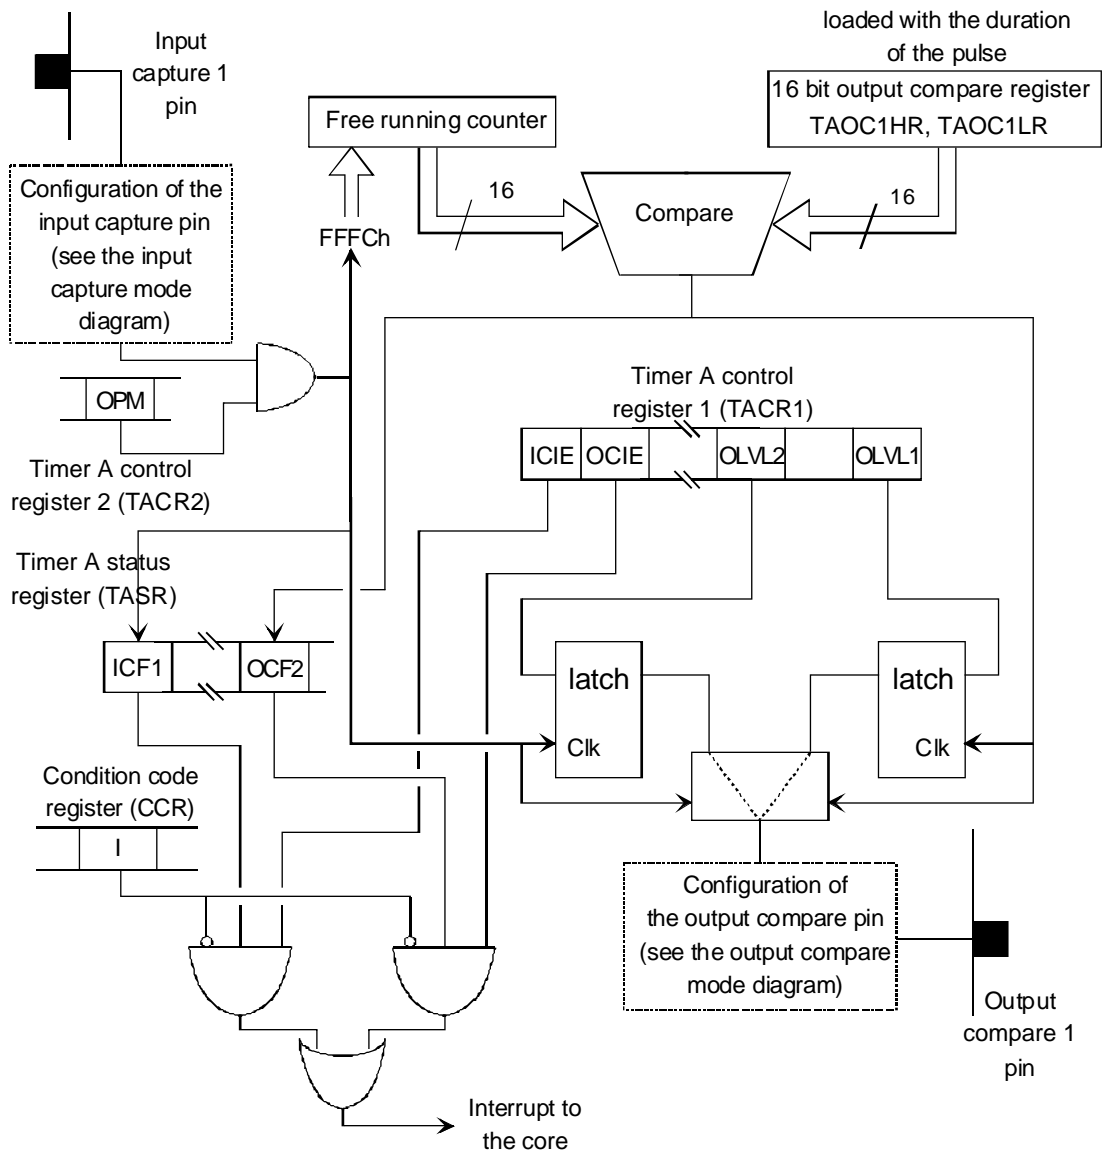 Input
capture 1
pin
loaded with the duration
of the pulse
16 bit output compare register
TAOC1HR, TAOC1LR
Free running counter
Configuration of the
input capture pin
(see the input
capture mode
diagram)
16
16
Compare
FFFCh
OPM
Timer A control
register 2 (TACR2)
Timer A control
register 1 (TACR1)
ICIE
OCIE
OLVL2
OLVL1
Timer A status
register (TASR)
ICF1
OCF2
latch
Clk
latch
Clk
Condition code
register (CCR)
I
Configuration of
the output compare pin
(see the output compare
mode diagram)
Output
compare 1
pin
Interrupt to
the core